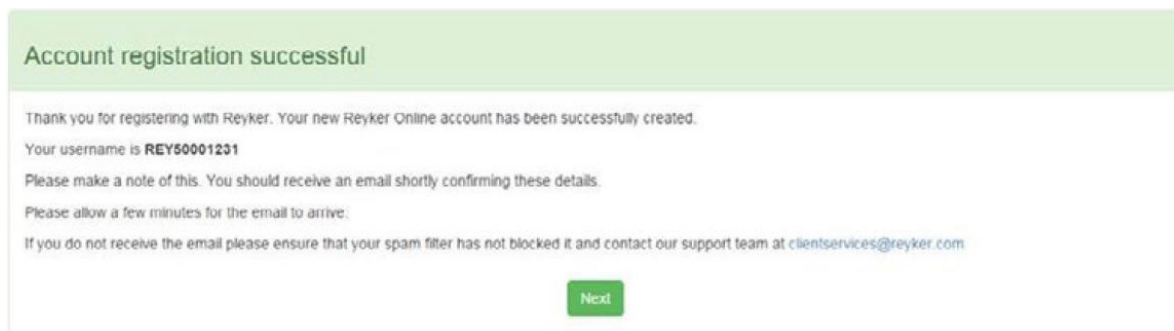 Account registration successful
Thank you for registering with Reyker. Your new Reyker Online account has been successfully created.
Your username is REY50001231
Please make a note of this. You should receive an email shortly confirming these details.
Please allow a few minutes for the email to arrive.
If you do not receive the email please ensure that your spam filter has not blocked it and contact our support team at clientservices@reyker.com
Next